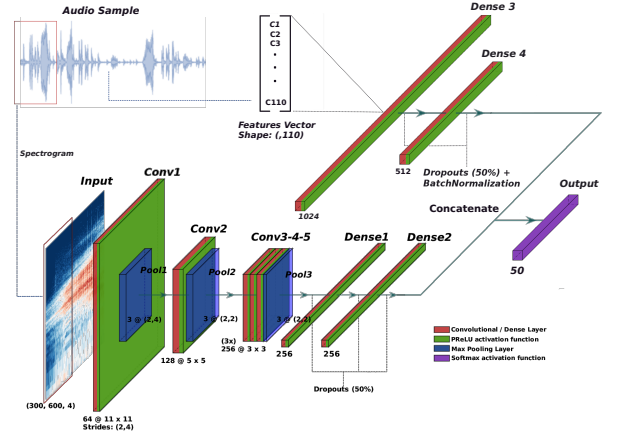 Audio Sample
C1
C2
C3
C110
Features Vector
Shape: (,110)
Dense 3
Dense 4
1024
512
Dropouts (50%) +
BatchNormalization
Spectrogram
Input
Conv1
Conv2
Conv3-4-5
Dense1
Dense2
Concatenate
Output
50
Pool1
Pool2
Pool3
3 @ (2,4)
3 @ (2,2)
3 @ (2,2)
(3x)
256 @ 3 x 3
128 @ 5 x 5
256
256
Dropouts (50%)
(300, 600, 4)
64 @ 11 x 11
Strides: (2,4)
Convolutional / Dense Layer
PReLU activation function
Max Pooling Layer
Softmax activation function